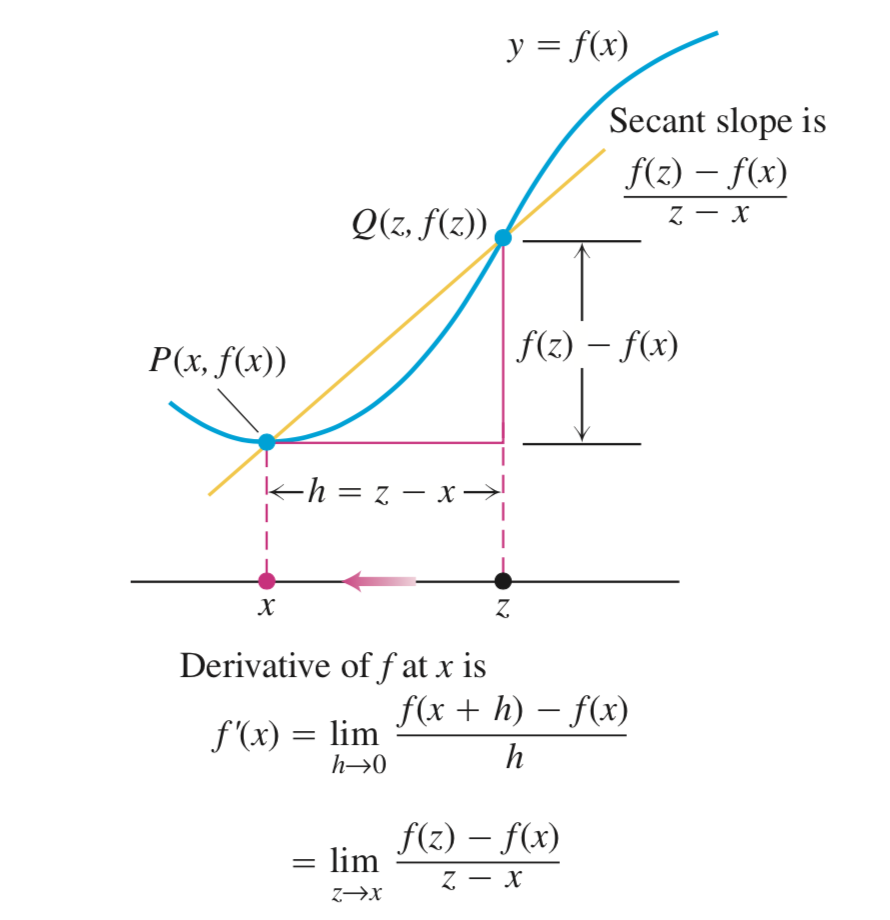 y = f(x)
Secant slope is
f(z) − f(x)
z − x
Q(z, f(z))
P(x, f(x))
f(z) − f(x)
h = z − x
x
z
Derivative of f at x is
f′(x) = lim h→0 f(x + h) − f(x) / h
= lim z→x f(z) − f(x) / z − x